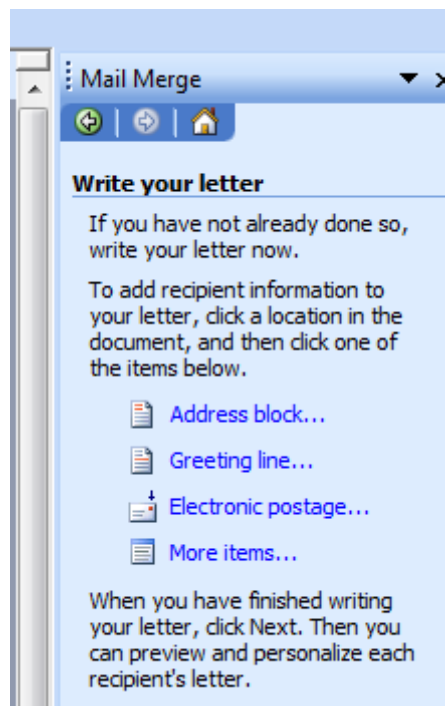 Mail Merge
Write your letter
If you have not already done so,
write your letter now.
To add recipient information to
your letter, click a location in the
document, and then click one of
the items below.
Address block...
Greeting line...
Electronic postage...
More items...
When you have finished writing
your letter, click Next. Then you
can preview and personalize each
recipient's letter.